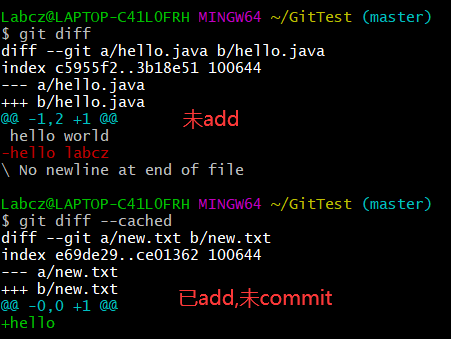 Labcz@LAPTOP-C41L0FRH MINGW64 ~/GitTest (master)
$ git diff
diff --git a/hello.java b/hello.java
index c5955f2..3b18e51 100644
--- a/hello.java
+++ b/hello.java
@@ -1,2 +1 @@
未add
 hello world
-hello labcz
\ No newline at end of file
Labcz@LAPTOP-C41L0FRH MINGW64 ~/GitTest (master)
$ git diff --cached
diff --git a/new.txt b/new.txt
index e69de29..ce01362 100644
--- a/new.txt
+++ b/new.txt
已add,未commit
@@ -0,0 +1 @@
+hello